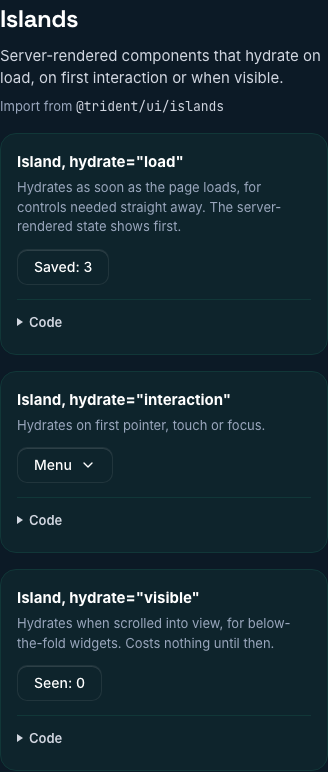 Islands
Server-rendered components that hydrate on
load, on first interaction or when visible.
Import from @trident/ui/islands
Island, hydrate="load"
Hydrates as soon as the page loads, for
controls needed straight away. The server-
rendered state shows first.
Saved: 3
Code
Island, hydrate="interaction"
Hydrates on first pointer, touch or focus.
Menu
Code
Island, hydrate="visible"
Hydrates when scrolled into view, for below-
the-fold widgets. Costs nothing until then.
Seen: 0
Code